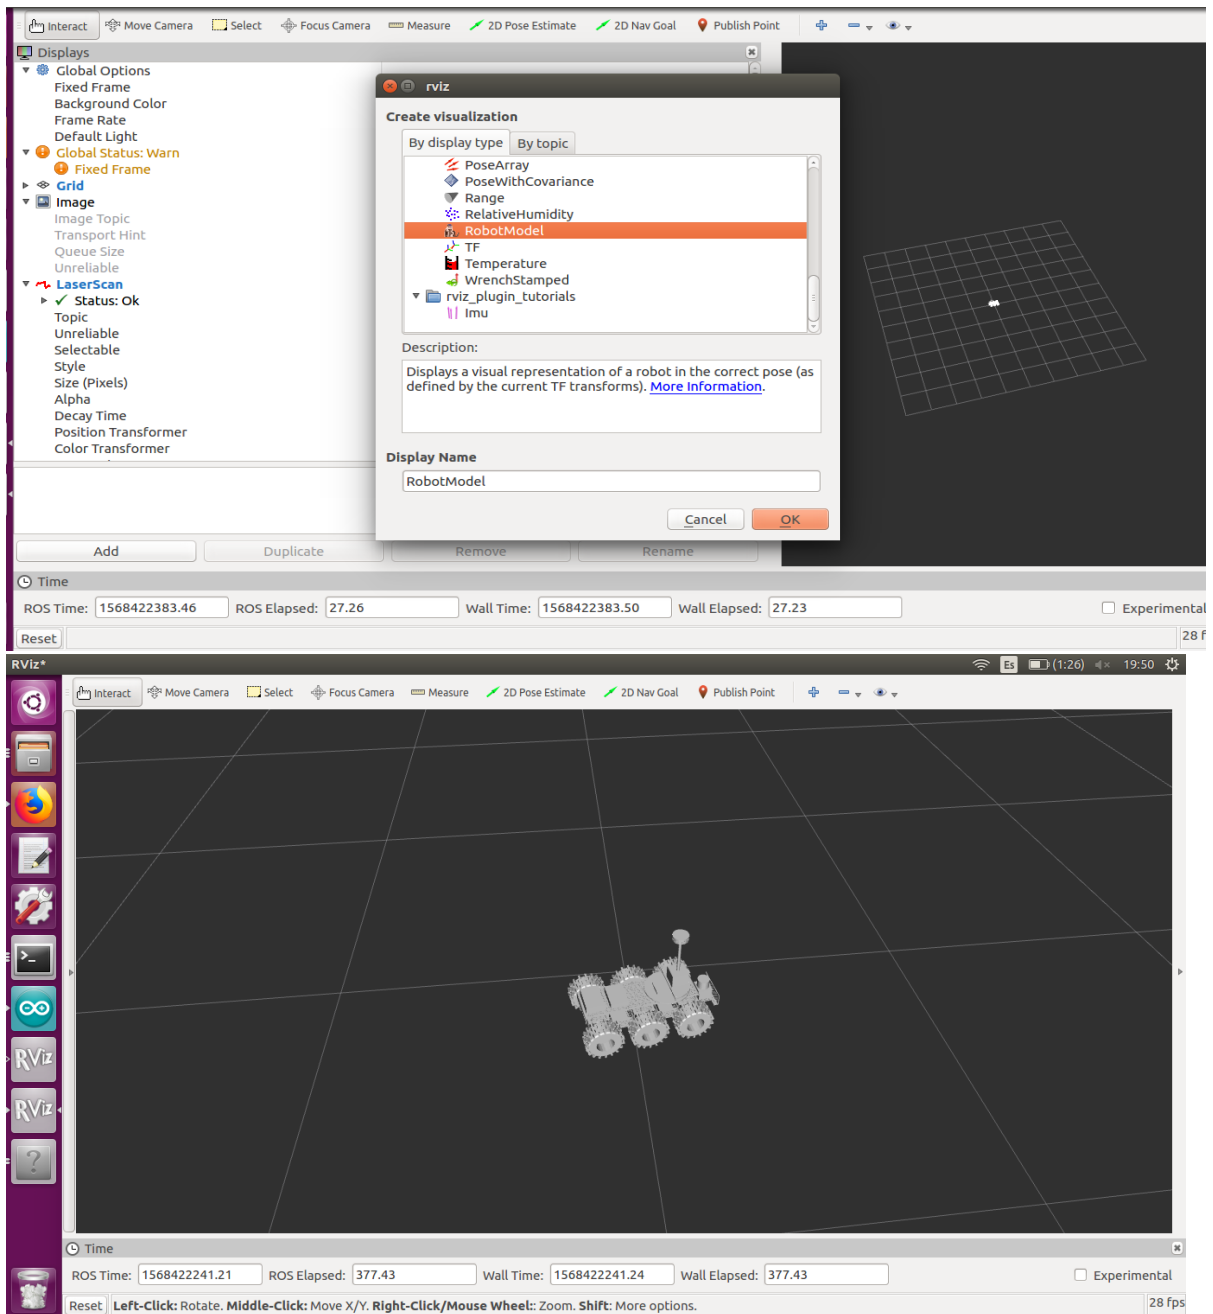 Interact Move Camera Select Focus Camera Measure 2D Pose Estimate 2D Nav Goal Publish Point
Displays
Global Options
Fixed Frame
Background Color
Frame Rate
Default Light
Global Status: Warn
Fixed Frame
Grid
Image
Image Topic
Transport Hint
Queue Size
Unreliable
LaserScan
Status: Ok
Topic
Unreliable
Selectable
Style
Size (Pixels)
Alpha
Decay Time
Position Transformer
Color Transformer
rviz
Create visualization
By display type By topic
PoseArray
PoseWithCovariance
Range
RelativeHumidity
RobotModel
TF
Temperature
WrenchStamped
rviz_plugin_tutorials
Imu
Description:
Displays a visual representation of a robot in the correct pose (as
defined by the current TF transforms). More Information.
Display Name
RobotModel
Cancel OK
Add Duplicate Remove Rename
Time
ROS Time: 1568422383.46 ROS Elapsed: 27.26 Wall Time: 1568422383.50 Wall Elapsed: 27.23 Experimental
Reset 28 f
RViz* Es (1:26) 19:50
Interact Move Camera Select Focus Camera Measure 2D Pose Estimate 2D Nav Goal Publish Point
RViz
RViz
Time
ROS Time: 1568422241.21 ROS Elapsed: 377.43 Wall Time: 1568422241.24 Wall Elapsed: 377.43 Experimental
Reset Left-Click: Rotate. Middle-Click: Move X/Y. Right-Click/Mouse Wheel:: Zoom. Shift: More options. 28 fps